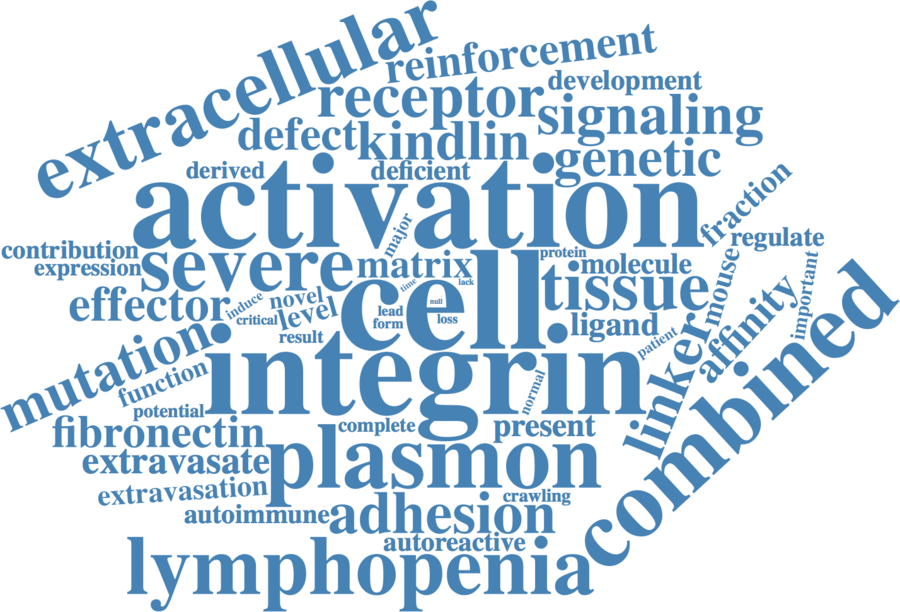 extracellular
reinforcement
development
receptor
signaling
defect
kindlin
genetic
derived
deficient
activation
fraction
major
contribution
regulate
expression
severe
matrix
protein
molecule
mouse
important
effector
induce
novel
time
lack
cell
null
tissue
critical
level
lead
form
loss
ligand
affinity
result
mutation
integrin
patient
linker
combined
function
normal
potential
fibronectin
complete
present
extravasate
plasmon
extravasation
crawling
autoimmune
adhesion
autoreactive
lymphopenia